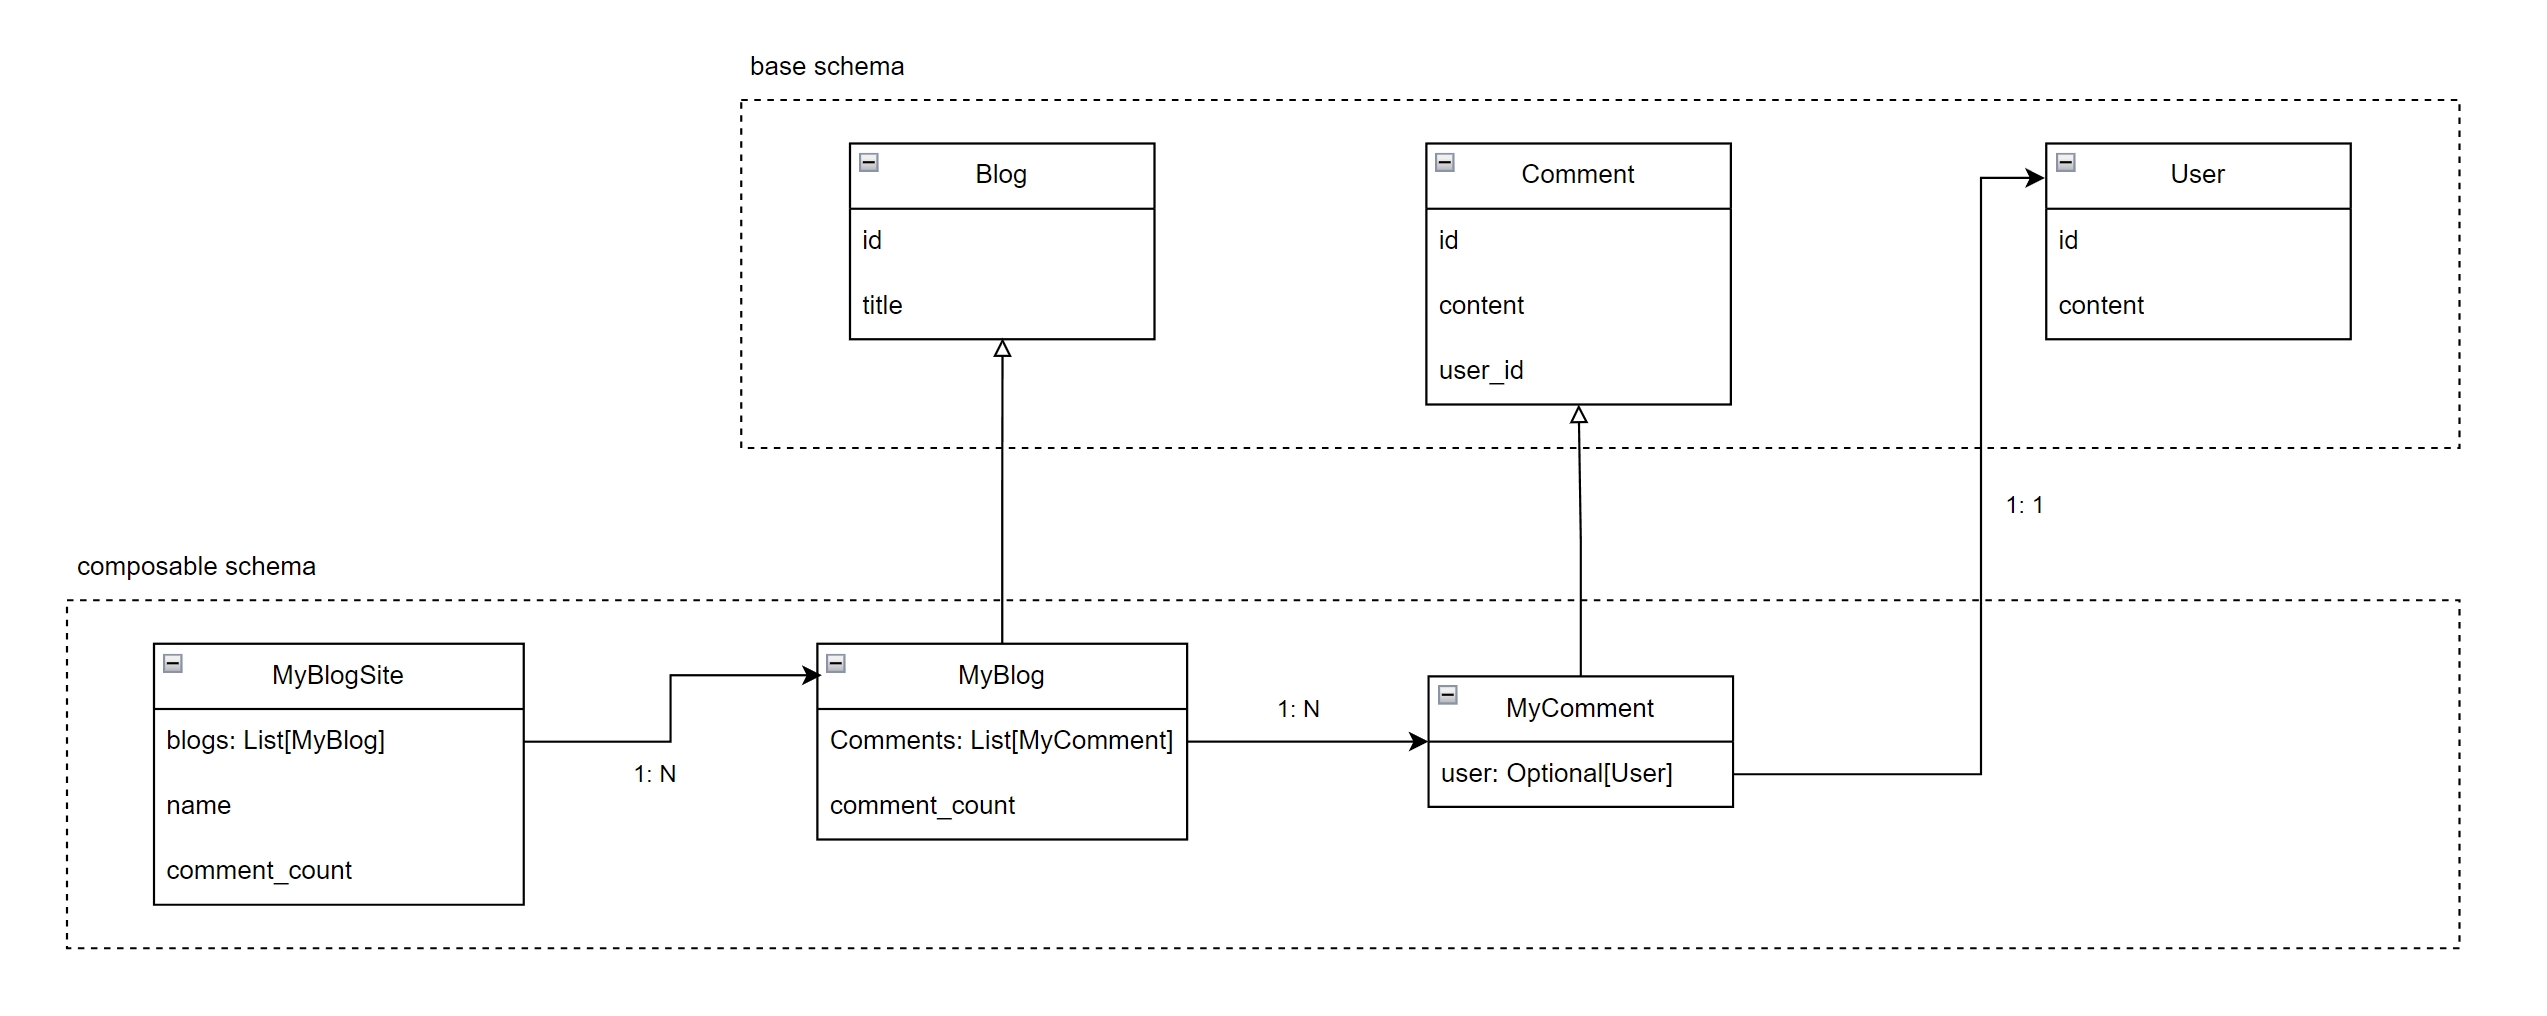 base schema
Blog
id
title
Comment
id
content
user_id
User
id
content
1: 1
composable schema
MyBlogSite
blogs: List[MyBlog]
name
comment_count
1: N
MyBlog
Comments: List[MyComment]
comment_count
1: N
MyComment
user: Optional[User]